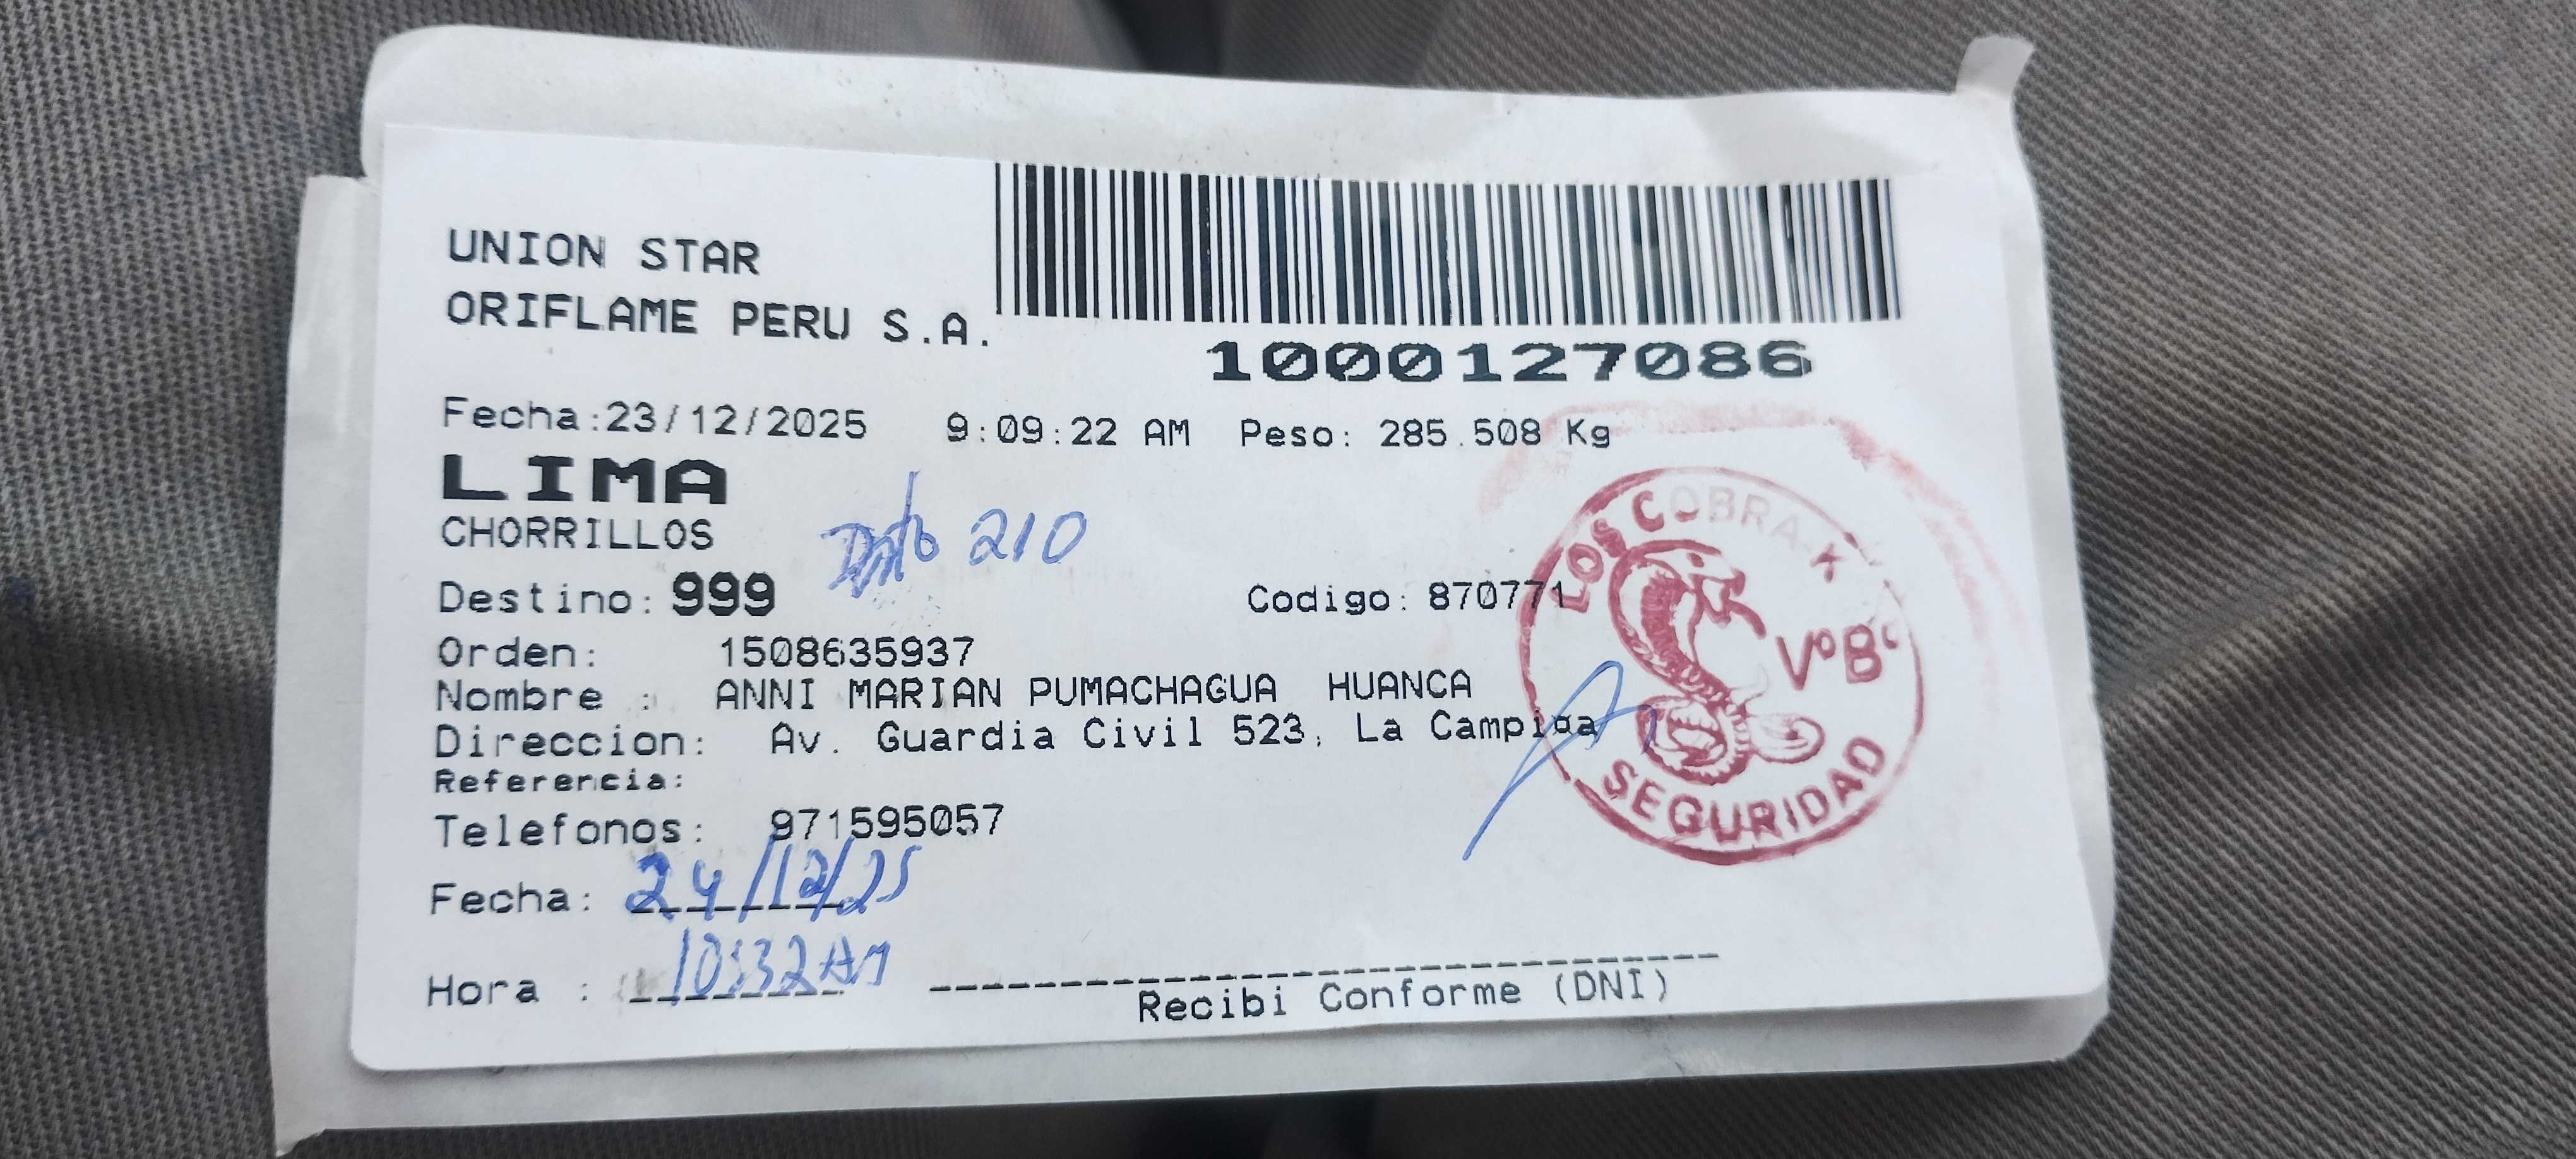 UNION STAR
ORIFLAME PERU S.A.
1000127086
Fecha:23/12/2025 9:09:22 AM Peso: 285.508 Kg
LIMA
CHORRILLOS
Dpto 210
Destino: 999 Codigo: 870771
Orden: 1508635937
Nombre : ANNI MARIAN PUMACHAGUA HUANCA
Direccion: Av. Guardia Civil 523, La
Referencia:
Telefonos: 971595057
Fecha: 24/12/25
Hora : 10:32 AM
Recibi Conforme (DNI)
LOS COBRA K
VºBº
SEGURIDAD